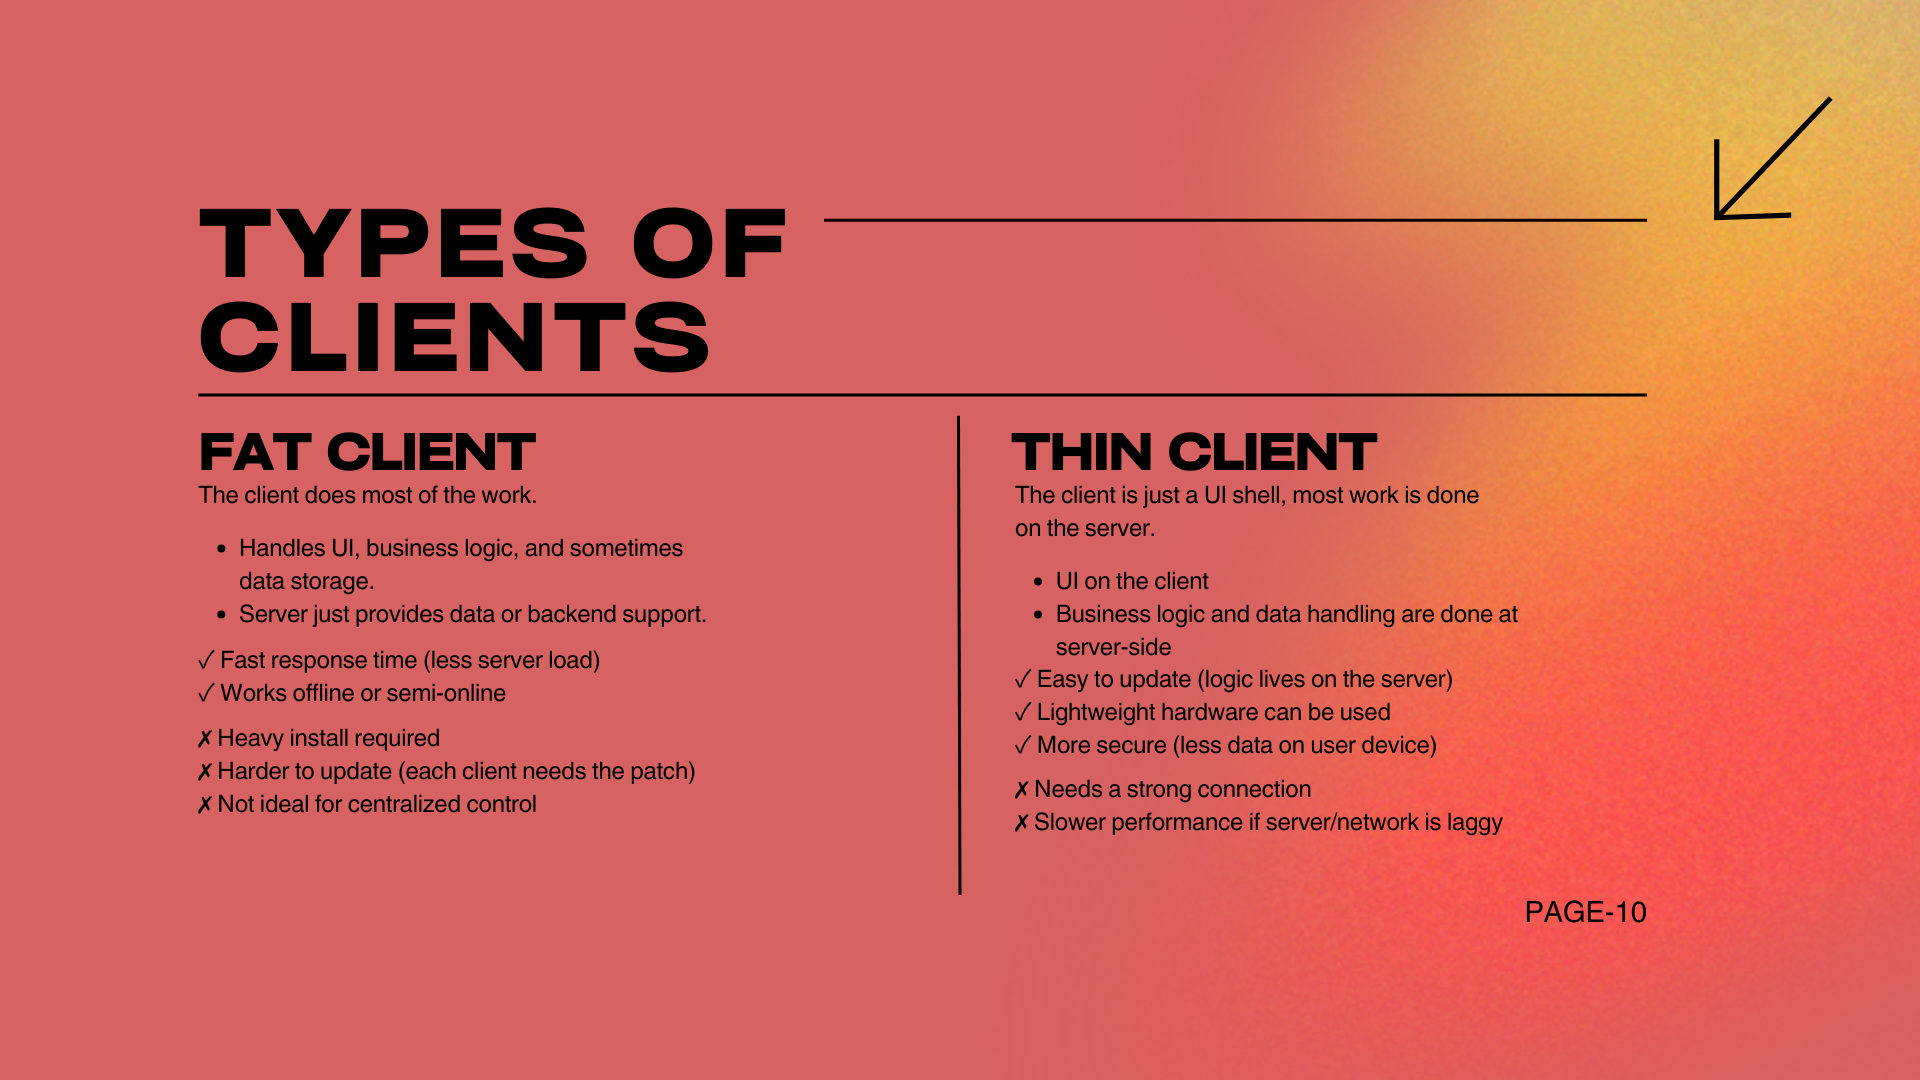 TYPES OF
CLIENTS
FAT CLIENT
The client does most of the work.
• Handles UI, business logic, and sometimes
data storage.
• Server just provides data or backend support.
✓ Fast response time (less server load)
✓ Works offline or semi-online
✗ Heavy install required
✗ Harder to update (each client needs the patch)
✗ Not ideal for centralized control
THIN CLIENT
The client is just a UI shell, most work is done
on the server.
• UI on the client
• Business logic and data handling are done at
server-side
✓ Easy to update (logic lives on the server)
✓ Lightweight hardware can be used
✓ More secure (less data on user device)
✗ Needs a strong connection
✗ Slower performance if server/network is laggy
PAGE-10